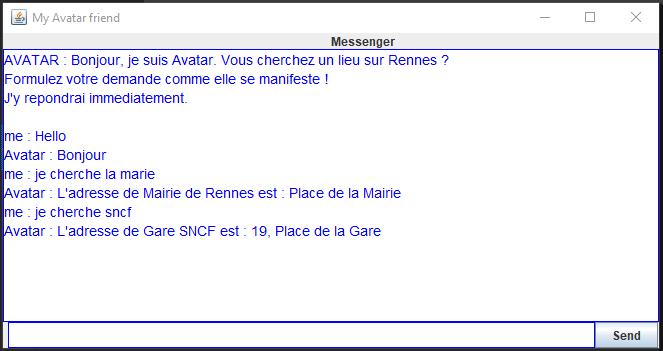 My Avatar friend
Messenger
AVATAR : Bonjour, je suis Avatar. Vous cherchez un lieu sur Rennes ?
Formulez votre demande comme elle se manifeste !
J'y repondrai immediatement.
me : Hello
Avatar : Bonjour
me : je cherche la marie
Avatar : L'adresse de Mairie de Rennes est : Place de la Mairie
me : je cherche sncf
Avatar : L'adresse de Gare SNCF est : 19, Place de la Gare
Send